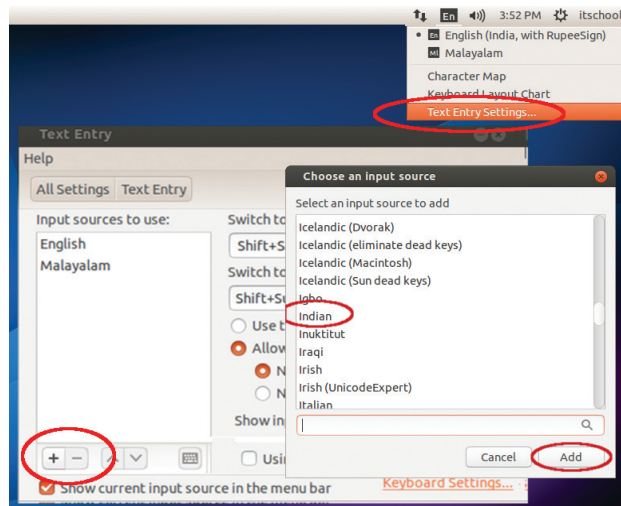 En 3:52 PM itschool
En English (India, with RupeeSign)
Ml Malayalam
Character Map
Keyboard Layout Chart
Text Entry Settings...
Text Entry
Help
All Settings Text Entry
Input sources to use:
English
Malayalam
Switch to
Shift+S
Switch to
Shift+Su
Use t
Allow
N
N
Show in
Usi
Show current input source in the menu bar
Keyboard Settings...
Choose an input source
Select an input source to add
Icelandic (Dvorak)
Icelandic (eliminate dead keys)
Icelandic (Macintosh)
Icelandic (Sun dead keys)
Igbo
Indian
Inuktitut
Iraqi
Irish
Irish (UnicodeExpert)
Italian
Cancel Add